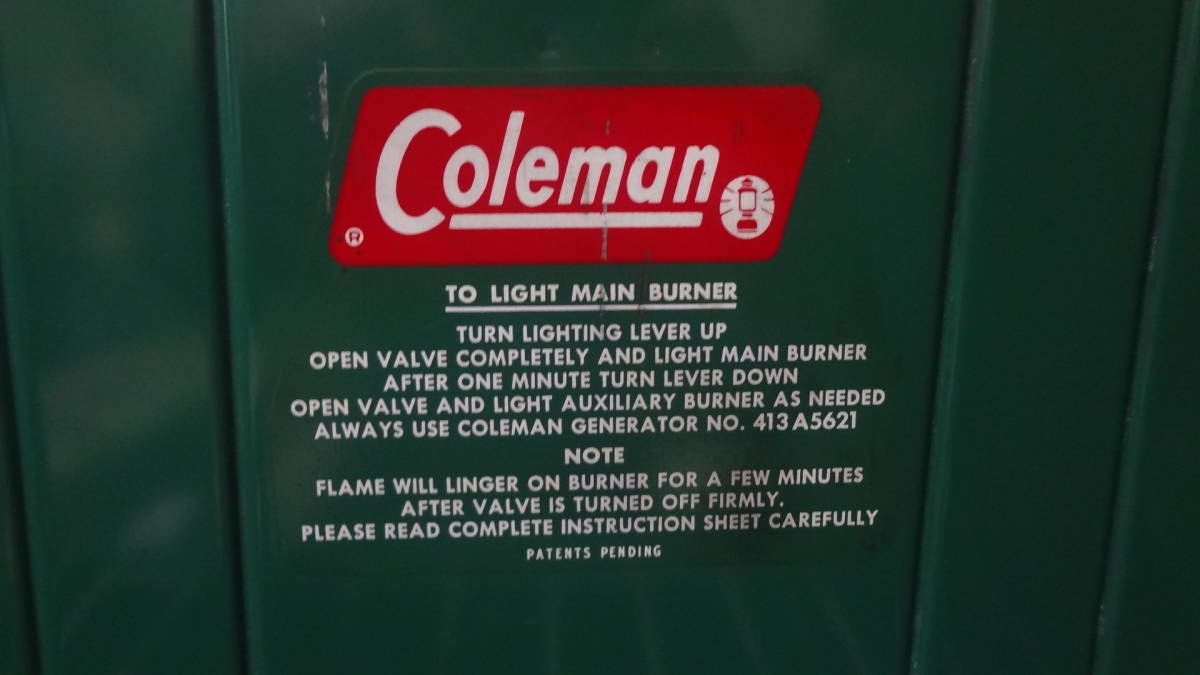 Coleman
®
TO LIGHT MAIN BURNER
TURN LIGHTING LEVER UP
OPEN VALVE COMPLETELY AND LIGHT MAIN BURNER
AFTER ONE MINUTE TURN LEVER DOWN
OPEN VALVE AND LIGHT AUXILIARY BURNER AS NEEDED
ALWAYS USE COLEMAN GENERATOR NO. 413A5621
NOTE
FLAME WILL LINGER ON BURNER FOR A FEW MINUTES
AFTER VALVE IS TURNED OFF FIRMLY.
PLEASE READ COMPLETE INSTRUCTION SHEET CAREFULLY
PATENTS PENDING